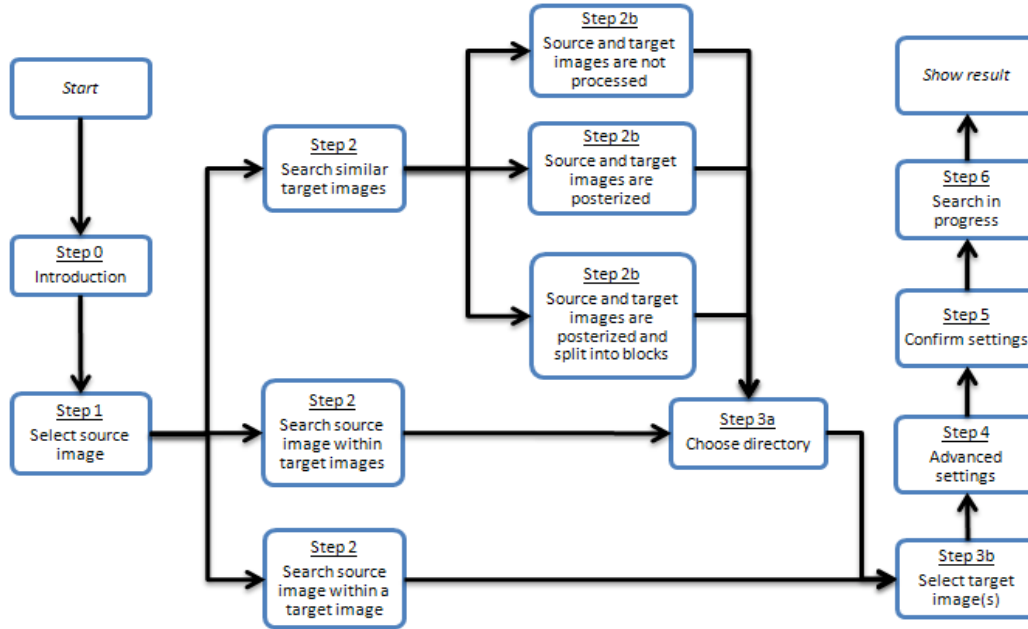 Start
Step 0
Introduction
Step 1
Select source
image
Step 2
Search similar
target images
Step 2
Search source
image within
target images
Step 2
Search source
image within a
target image
Step 2b
Source and target
images are not
processed
Step 2b
Source and target
images are
posterized
Step 2b
Source and target
images are
posterized and
split into blocks
Step 3a
Choose directory
Step 3b
Select target
image(s)
Step 4
Advanced
settings
Step 5
Confirm settings
Step 6
Search in
progress
Show result